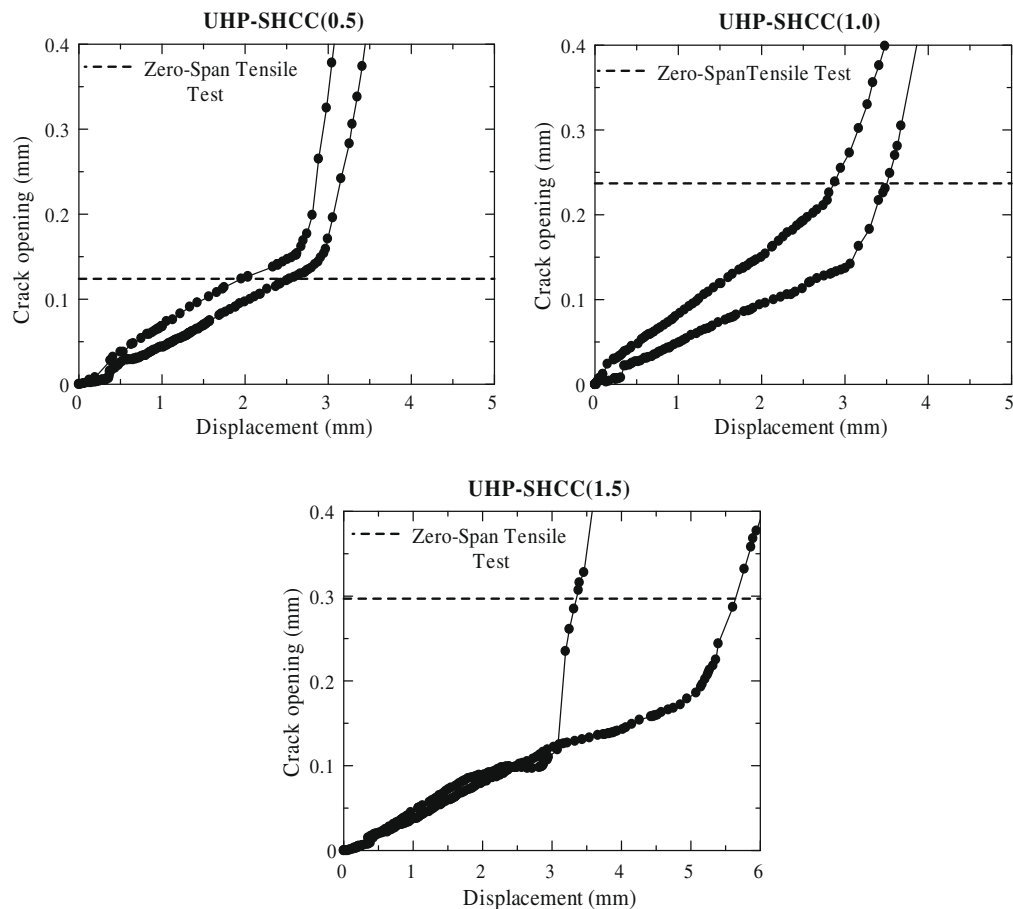 UHP-SHCC(0.5)
0.4
0.3
0.2
0.1
0
Crack opening (mm)
Zero-Span Tensile
Test
0 1 2 3 4 5
Displacement (mm)
UHP-SHCC(1.0)
0.4
0.3
0.2
0.1
0
Crack opening (mm)
Zero-SpanTensile Test
0 1 2 3 4 5
Displacement (mm)
UHP-SHCC(1.5)
0.4
0.3
0.2
0.1
0
Crack opening (mm)
Zero-Span Tensile
Test
0 1 2 3 4 5 6
Displacement (mm)